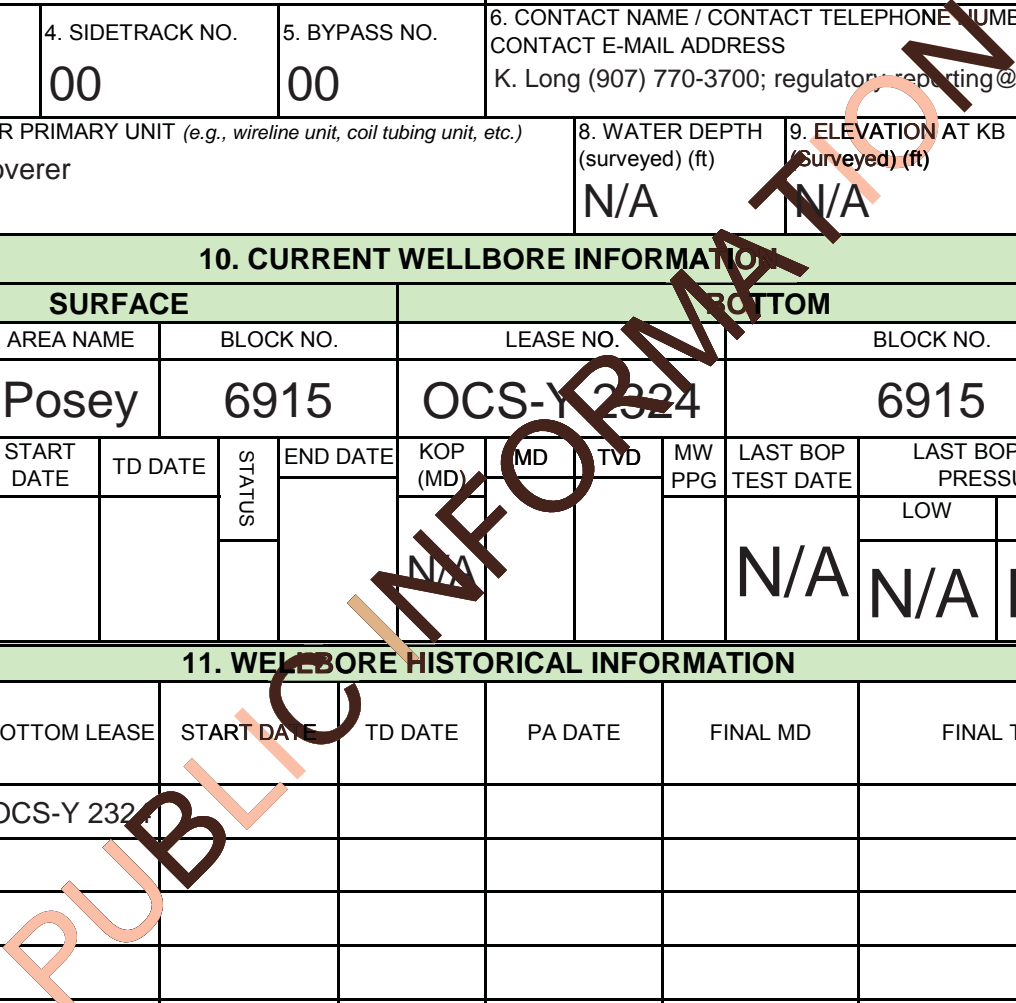 6. CONTACT NAME / CONTACT TELEPHONE NUME
4. SIDETRACK NO. 5. BYPASS NO. CONTACT E-MAIL ADDRESS
00 00 K. Long (907) 770-3700; regulatory.reporting@
R PRIMARY UNIT (e.g., wireline unit, coil tubing unit, etc.) 8. WATER DEPTH 9. ELEVATION AT KB
(surveyed) (ft) (Surveyed) (ft)
overer N/A N/A
10. CURRENT WELLBORE INFORMATION
SURFACE BOTTOM
AREA NAME BLOCK NO. LEASE NO. BLOCK NO.
Posey 6915 OCS-Y 2324 6915
START DATE TD DATE STATUS END DATE KOP (MD) MD TVD MW PPG LAST BOP TEST DATE LAST BOP PRESSU
LOW
N/A N/A N/A
11. WELLBORE HISTORICAL INFORMATION
OTTOM LEASE START DATE TD DATE PA DATE FINAL MD FINAL T
OCS-Y 2324
PUBLIC INFORMATION